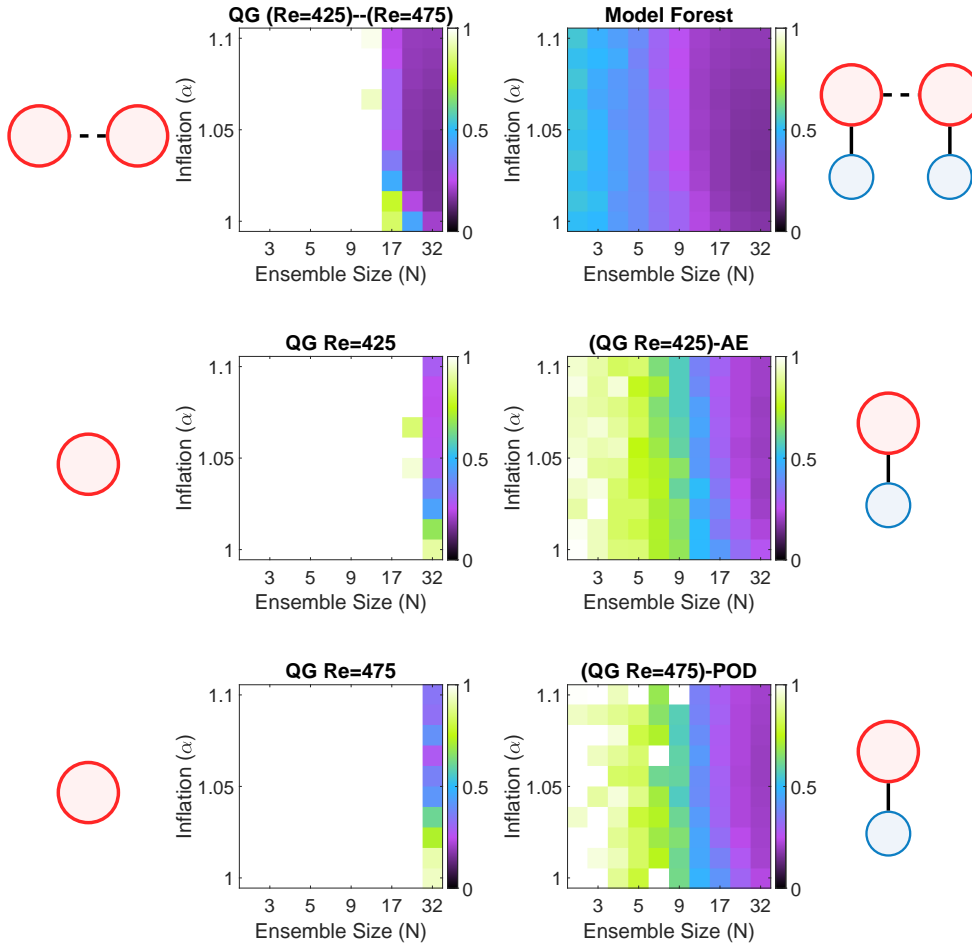 QG (Re=425)--(Re=475)
1.1
1.05
1
Inflation (α)
3 5 9 17 32
Ensemble Size (N)
1
0.5
0
Model Forest
1.1
1.05
1
Inflation (α)
3 5 9 17 32
Ensemble Size (N)
1
0.5
0
QG Re=425
1.1
1.05
1
Inflation (α)
3 5 9 17 32
Ensemble Size (N)
1
0.5
0
(QG Re=425)-AE
1.1
1.05
1
Inflation (α)
3 5 9 17 32
Ensemble Size (N)
1
0.5
0
QG Re=475
1.1
1.05
1
Inflation (α)
3 5 9 17 32
Ensemble Size (N)
1
0.5
0
(QG Re=475)-POD
1.1
1.05
1
Inflation (α)
3 5 9 17 32
Ensemble Size (N)
1
0.5
0